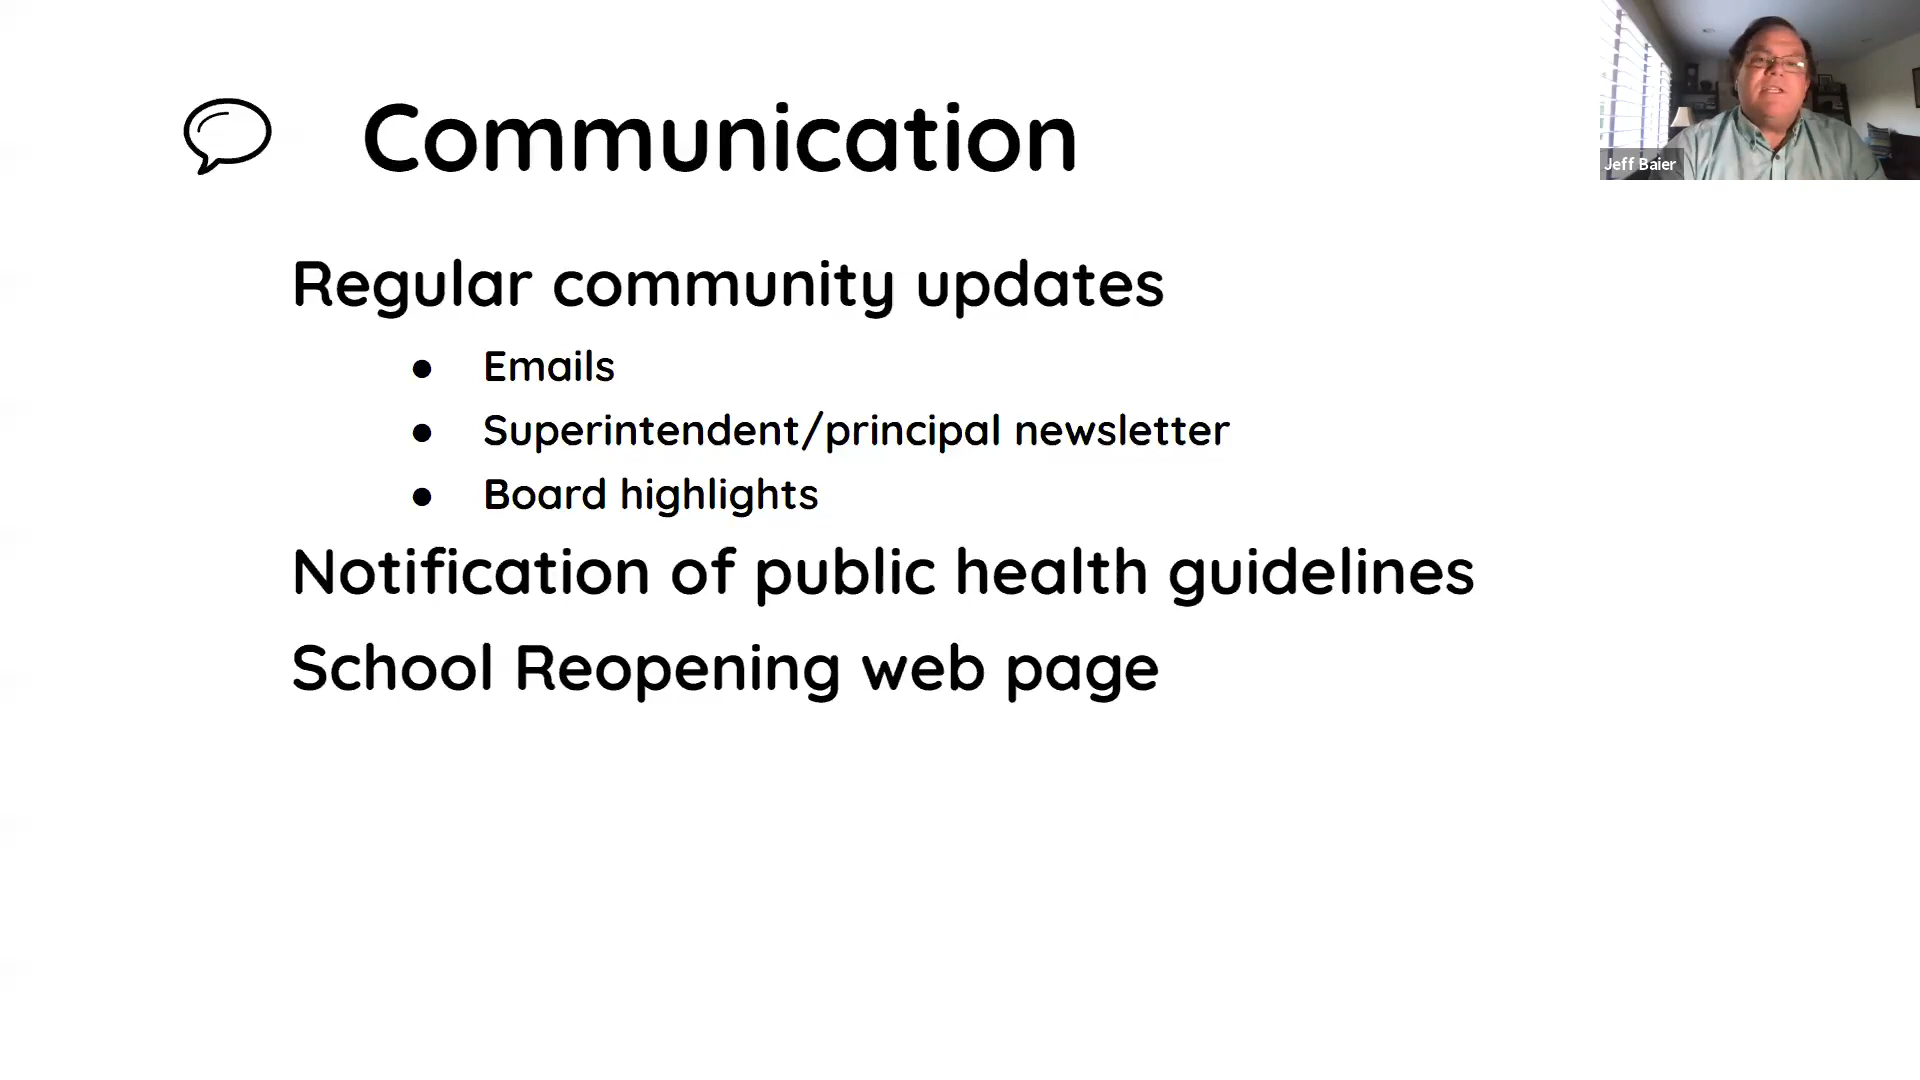 Communication
Jeff Baier
Regular community updates
● Emails
● Superintendent/principal newsletter
● Board highlights
Notification of public health guidelines
School Reopening web page